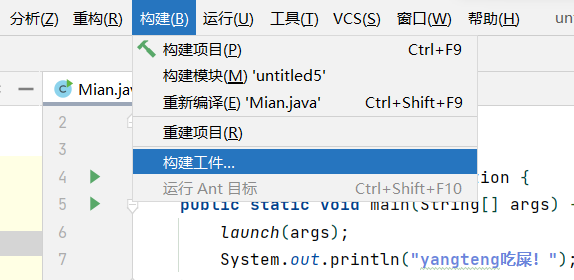 分析(Z) 重构(R) 构建(B) 运行(U) 工具(T) VCS(S) 窗口(W) 帮助(H) unt
构建项目(P) Ctrl+F9
构建模块(M) 'untitled5'
Mian.jav
重新编译(E) 'Mian.java' Ctrl+Shift+F9
2
重建项目(R)
3
构建工件...
4 tion {
运行 Ant 目标 Ctrl+Shift+F10
5 public static void main(String[] args) {
6 launch(args);
7 System.out.println("yangteng吃屎！");